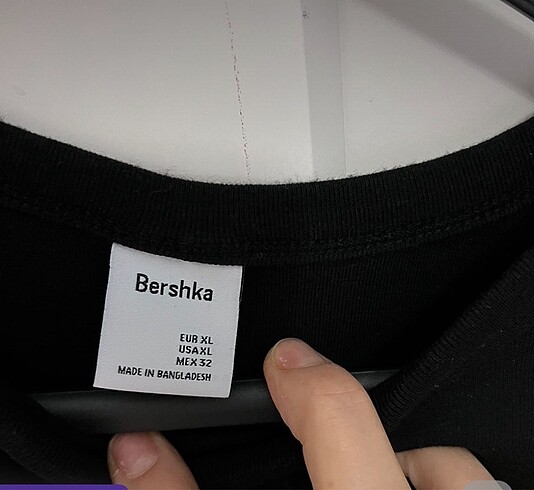 Bershka
EUR XL
USA XL
MEX 32
MADE IN BANGLADESH